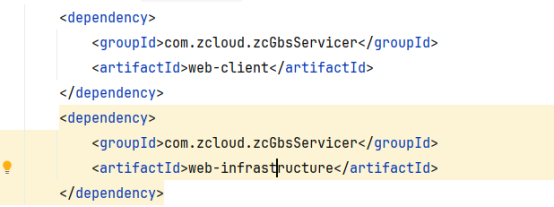 <dependency>
<groupId>com.zcloud.zcGbsServicer</groupId>
<artifactId>web-client</artifactId>
</dependency>
<dependency>
<groupId>com.zcloud.zcGbsServicer</groupId>
<artifactId>web-infrastructure</artifactId>
</dependency>